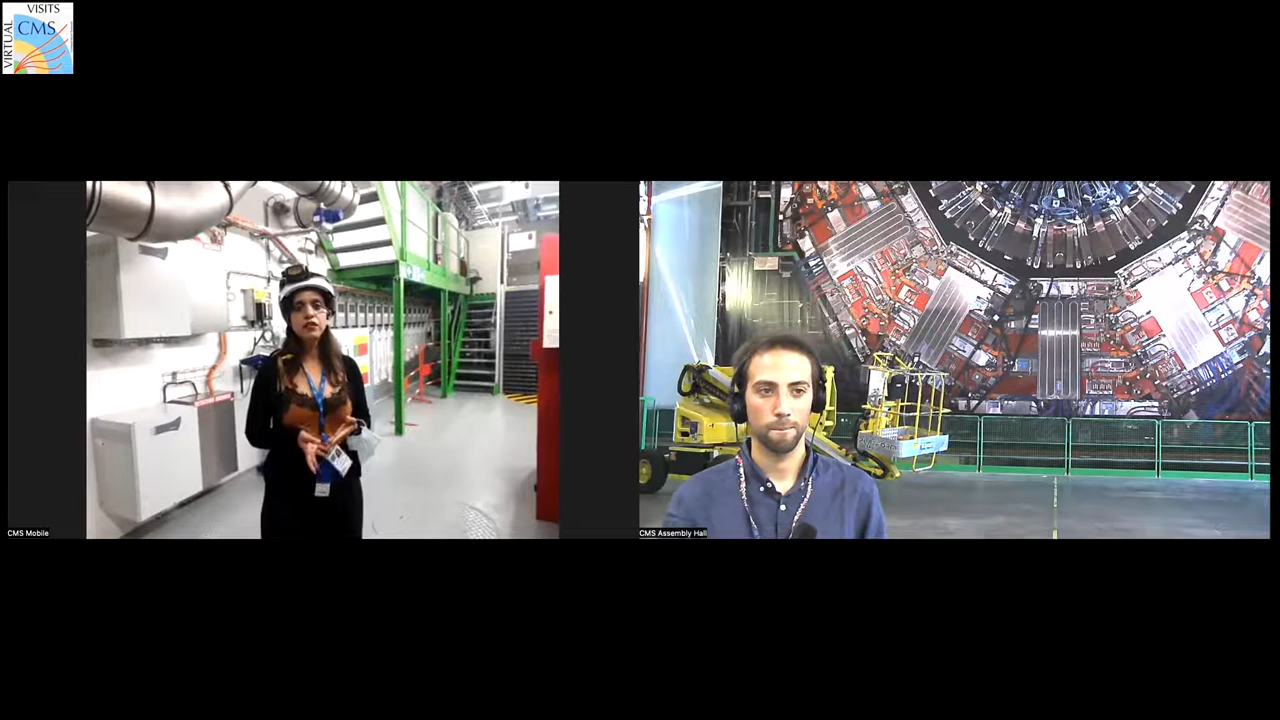 VISITS
CMS
VIRTUAL
CMS Mobile
CMS Assembly Hall